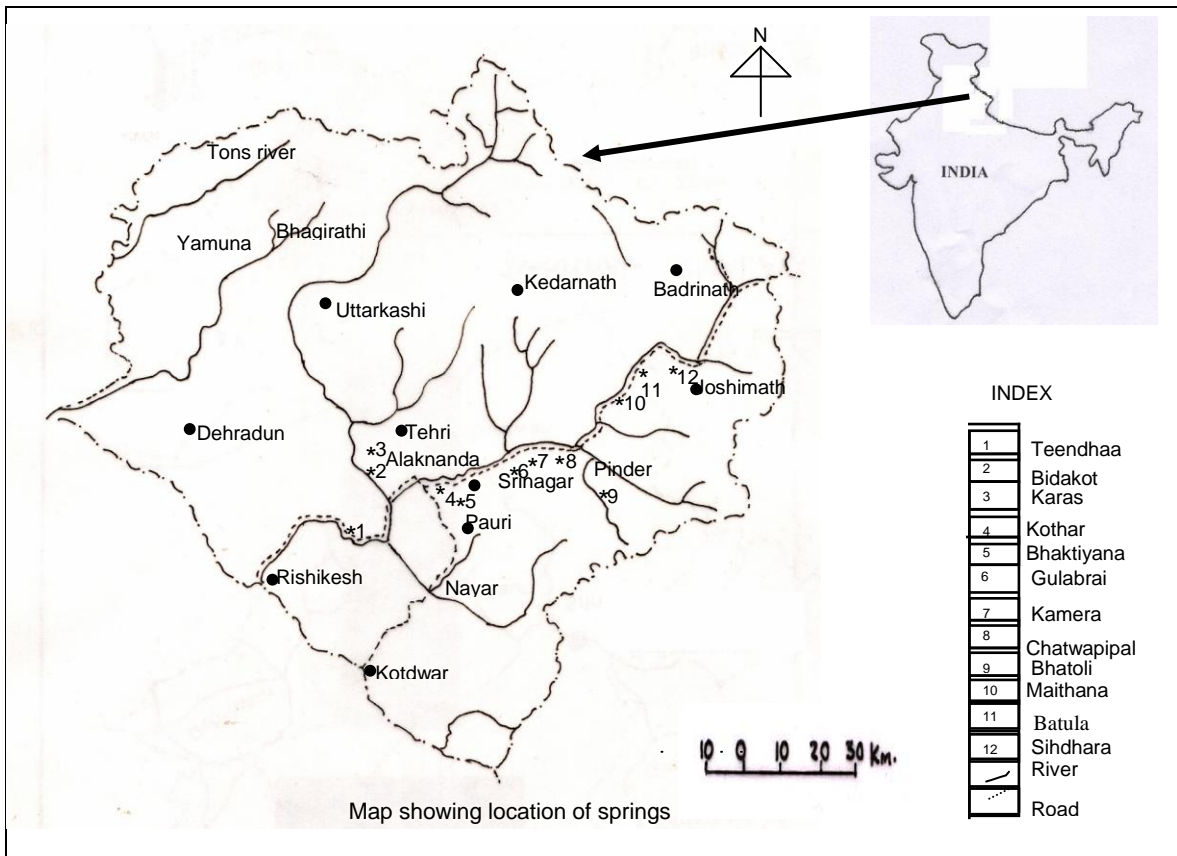 N
INDIA
Tons river
Bhagirathi
Yamuna
Kedarnath
Badrinath
Uttarkashi
*12
*11
Joshimath
*10
Dehradun
Tehri
*3
Alaknanda
*2
*7
*8
*6
Pinder
Srinagar
*9
*4
*5
Pauri
*1
Rishikesh
Nayar
Kotdwar
INDEX
1 Teendhaa
2 Bidakot
3 Karas
4 Kothar
5 Bhaktiyana
6 Gulabrai
7 Kamera
8 Chatwapipal
9 Bhatoli
10 Maithana
11 Batula
12 Sihdhara
River
Road
10 0 10 20 30 Km.
Map showing location of springs